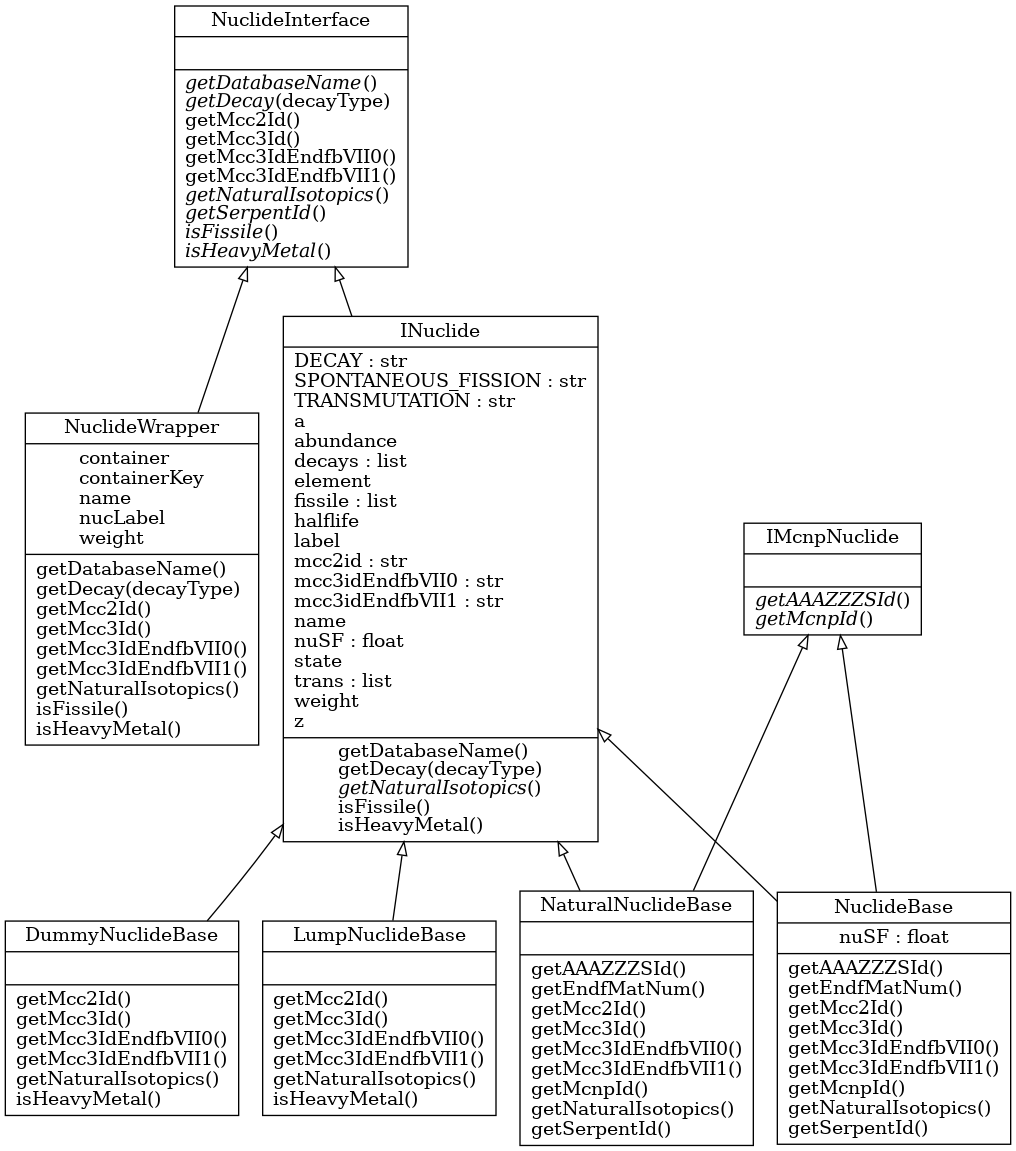 NuclideInterface
getDatabaseName()
getDecay(decayType)
getMcc2Id()
getMcc3Id()
getMcc3IdEndfbVII0()
getMcc3IdEndfbVII1()
getNaturalIsotopics()
getSerpentId()
isFissile()
isHeavyMetal()
INuclide
DECAY : str
SPONTANEOUS_FISSION : str
TRANSMUTATION : str
a
abundance
decays : list
element
fissile : list
halflife
label
mcc2id : str
mcc3idEndfbVII0 : str
mcc3idEndfbVII1 : str
name
nuSF : float
state
trans : list
weight
z
getDatabaseName()
getDecay(decayType)
getNaturalIsotopics()
isFissile()
isHeavyMetal()
NuclideWrapper
container
containerKey
name
nucLabel
weight
getDatabaseName()
getDecay(decayType)
getMcc2Id()
getMcc3Id()
getMcc3IdEndfbVII0()
getMcc3IdEndfbVII1()
getNaturalIsotopics()
isFissile()
isHeavyMetal()
IMcnpNuclide
getAAAZZZSId()
getMcnpId()
DummyNuclideBase
getMcc2Id()
getMcc3Id()
getMcc3IdEndfbVII0()
getMcc3IdEndfbVII1()
getNaturalIsotopics()
isHeavyMetal()
LumpNuclideBase
getMcc2Id()
getMcc3Id()
getMcc3IdEndfbVII0()
getMcc3IdEndfbVII1()
getNaturalIsotopics()
isHeavyMetal()
NaturalNuclideBase
getAAAZZZSId()
getEndfMatNum()
getMcc2Id()
getMcc3Id()
getMcc3IdEndfbVII0()
getMcc3IdEndfbVII1()
getMcnpId()
getNaturalIsotopics()
getSerpentId()
NuclideBase
nuSF : float
getAAAZZZSId()
getEndfMatNum()
getMcc2Id()
getMcc3Id()
getMcc3IdEndfbVII0()
getMcc3IdEndfbVII1()
getMcnpId()
getNaturalIsotopics()
getSerpentId()